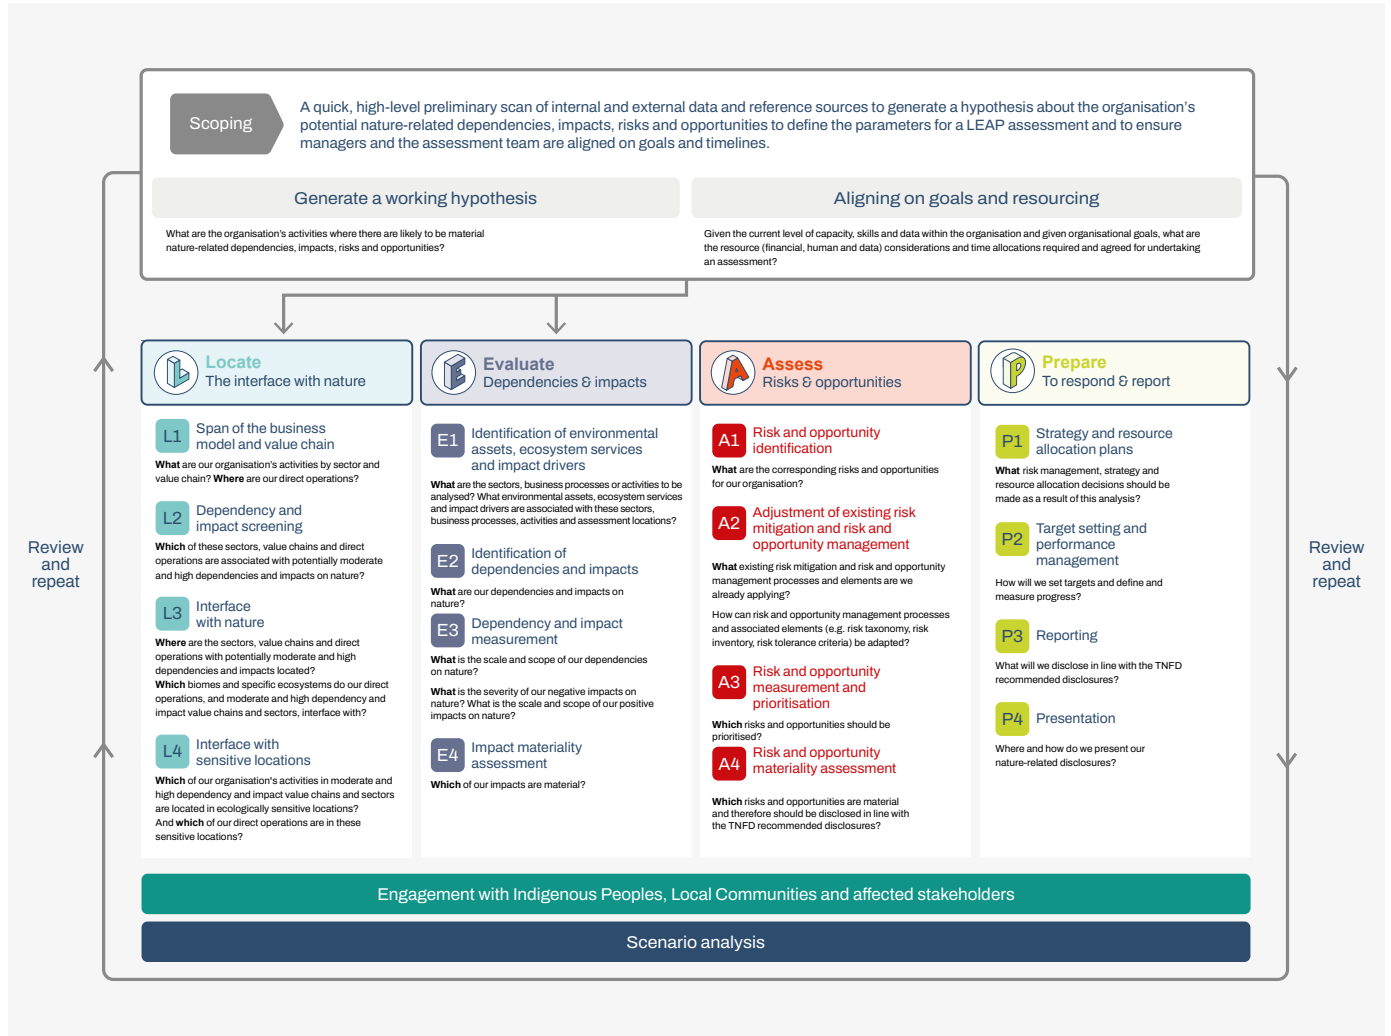 Scoping
A quick, high-level preliminary scan of internal and external data and reference sources to generate a hypothesis about the organisation's
potential nature-related dependencies, impacts, risks and opportunities to define the parameters for a LEAP assessment and to ensure
managers and the assessment team are aligned on goals and timelines.
Generate a working hypothesis
What are the organisation's activities where there are likely to be material
nature-related dependencies, impacts, risks and opportunities?
Aligning on goals and resourcing
Given the current level of capacity, skills and data within the organisation and given organisational goals, what are
the resource (financial, human and data) considerations and time allocations required and agreed for undertaking
an assessment?
Review
and
repeat
L
Locate
The interface with nature
L1
Span of the business
model and value chain
What are our organisation's activities by sector and
value chain? Where are our direct operations?
L2
Dependency and
impact screening
Which of these sectors, value chains and direct
operations are associated with potentially moderate
and high dependencies and impacts on nature?
L3
Interface
with nature
Where are the sectors, value chains and direct
operations with potentially moderate and high
dependencies and impacts located?
Which biomes and specific ecosystems do our direct
operations, and moderate and high dependency and
impact value chains and sectors, interface with?
L4
Interface with
sensitive locations
Which of our organisation's activities in moderate and
high dependency and impact value chains and sectors
are located in ecologically sensitive locations?
And which of our direct operations are in these
sensitive locations?
E
Evaluate
Dependencies & impacts
E1
Identification of environmental
assets, ecosystem services
and impact drivers
What are the sectors, business processes or activities to be
analysed? What environmental assets, ecosystem services
and impact drivers are associated with these sectors,
business processes, activities and assessment locations?
E2
Identification of
dependencies and impacts
What are our dependencies and impacts on
nature?
E3
Dependency and impact
measurement
What is the scale and scope of our dependencies
on nature?
What is the severity of our negative impacts on
nature? What is the scale and scope of our positive
impacts on nature?
E4
Impact materiality
assessment
Which of our impacts are material?
A
Assess
Risks & opportunities
A1
Risk and opportunity
identification
What are the corresponding risks and opportunities
for our organisation?
A2
Adjustment of existing risk
mitigation and risk and
opportunity management
What existing risk mitigation and risk and opportunity
management processes and elements are we
already applying?
How can risk and opportunity management processes
and associated elements (e.g. risk taxonomy, risk
inventory, risk tolerance criteria) be adapted?
A3
Risk and opportunity
measurement and
prioritisation
Which risks and opportunities should be
prioritised?
A4
Risk and opportunity
materiality assessment
Which risks and opportunities are material
and therefore should be disclosed in line with
the TNFD recommended disclosures?
P
Prepare
To respond & report
P1
Strategy and resource
allocation plans
What risk management, strategy and
resource allocation decisions should be
made as a result of this analysis?
P2
Target setting and
performance
management
How will we set targets and define and
measure progress?
P3
Reporting
What will we disclose in line with the TNFD
recommended disclosures?
P4
Presentation
Where and how do we present our
nature-related disclosures?
Review
and
repeat
Engagement with Indigenous Peoples, Local Communities and affected stakeholders
Scenario analysis